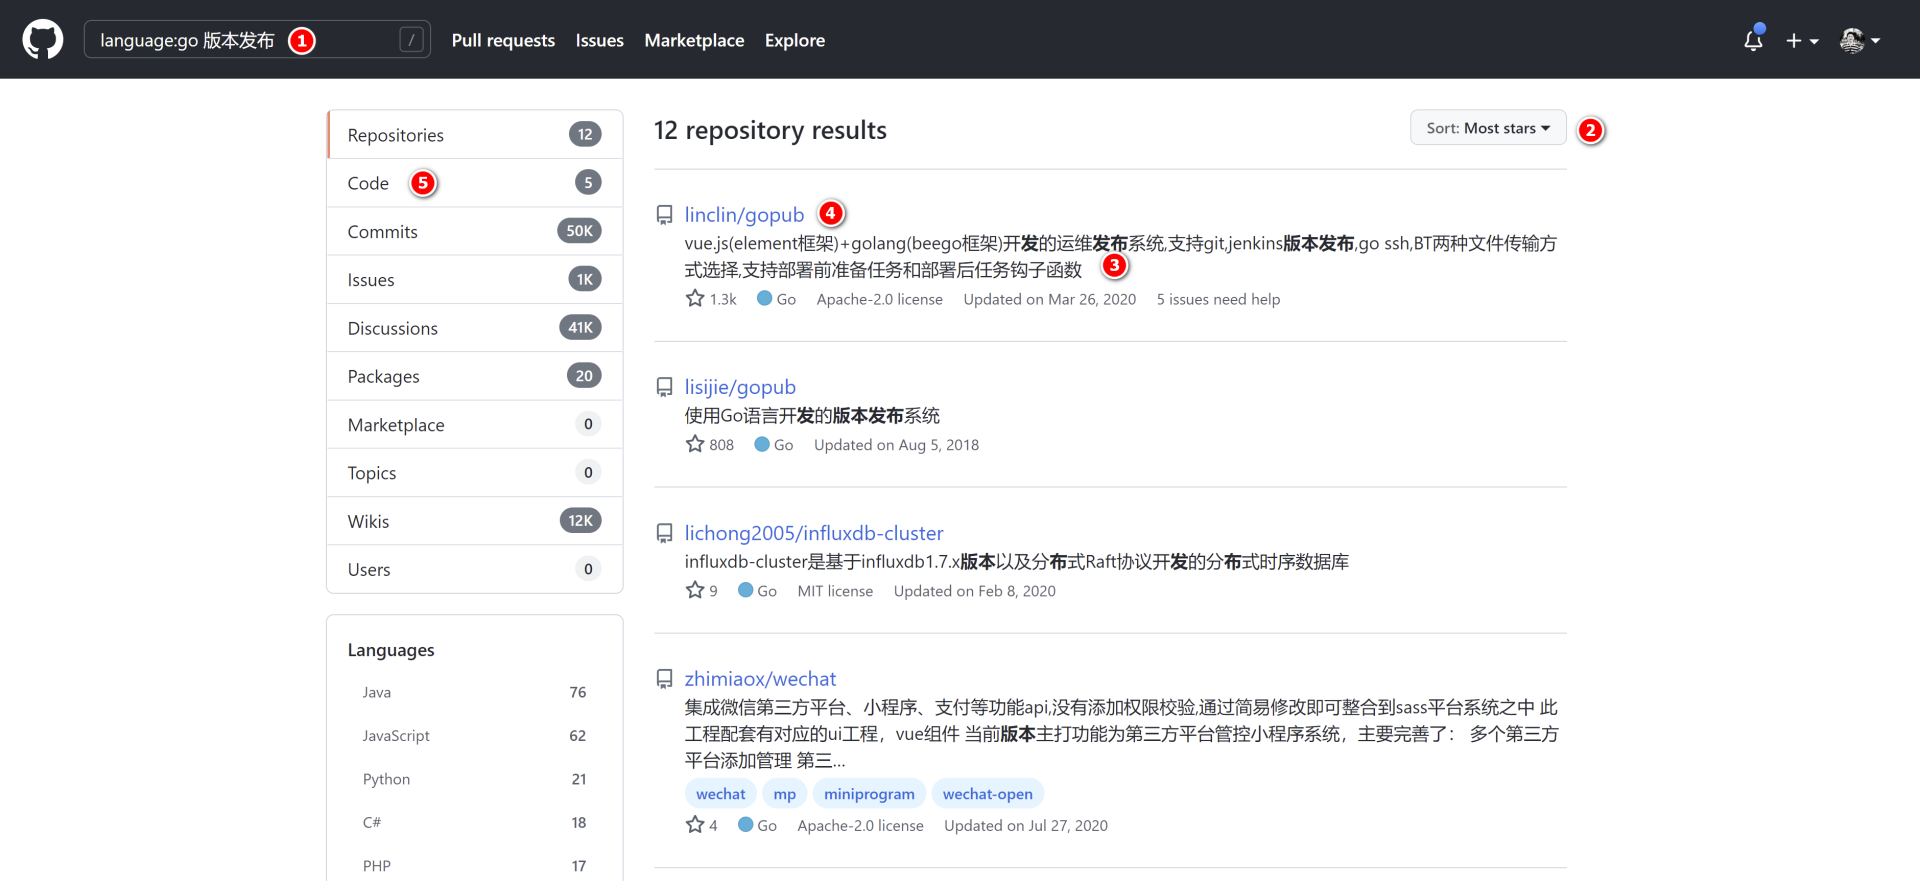 language:go 版本发布 1 / Pull requests Issues Marketplace Explore
Repositories 12
Code 5 5
Commits 50K
Issues 1K
Discussions 41K
Packages 20
Marketplace 0
Topics 0
Wikis 12K
Users 0
Languages
Java 76
JavaScript 62
Python 21
C# 18
PHP 17
12 repository results
Sort: Most stars 2
linclin/gopub 4
vue.js(element框架)+golang(beego框架)开发的运维发布系统,支持git,jenkins版本发布,go ssh,BT两种文件传输方
式选择,支持部署前准备任务和部署后任务钩子函数 3
1.3k Go Apache-2.0 license Updated on Mar 26, 2020 5 issues need help
lisijie/gopub
使用Go语言开发的版本发布系统
808 Go Updated on Aug 5, 2018
lichong2005/influxdb-cluster
influxdb-cluster是基于influxdb1.7.x版本以及分布式Raft协议开发的分布式时序数据库
9 Go MIT license Updated on Feb 8, 2020
zhimiaox/wechat
集成微信第三方平台、小程序、支付等功能api,没有添加权限校验,通过简易修改即可整合到sass平台系统之中 此
工程配套有对应的ui工程，vue组件 当前版本主打功能为第三方平台管控小程序系统，主要完善了： 多个第三方
平台添加管理 第三...
wechat mp miniprogram wechat-open
4 Go Apache-2.0 license Updated on Jul 27, 2020